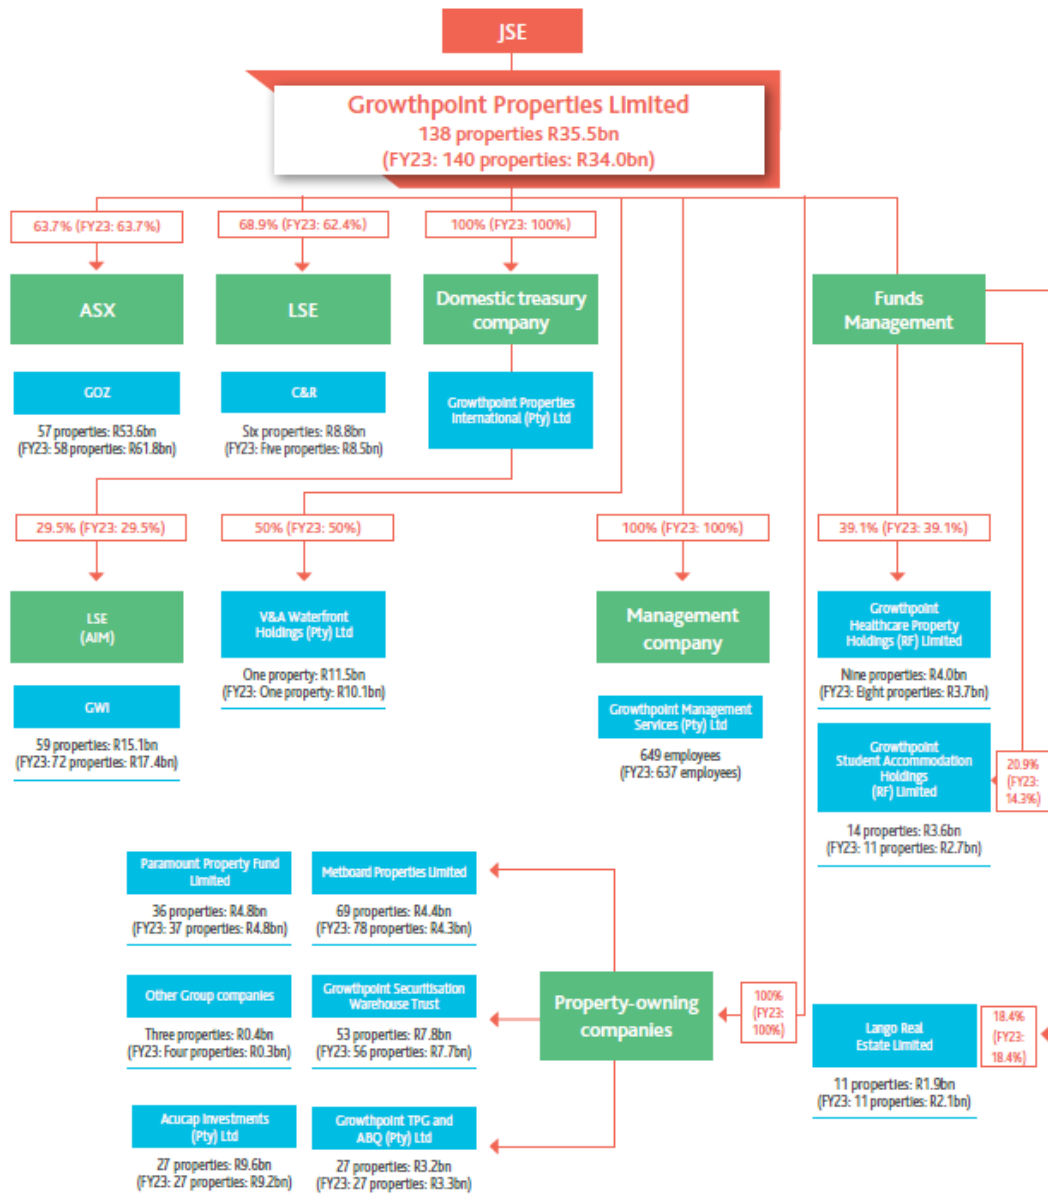 JSE
Growthpoint Properties Limited
138 properties R35.5bn
(FY23: 140 properties: R34.0bn)
63.7% (FY23: 63.7%)
68.9% (FY23: 62.4%)
100% (FY23: 100%)
ASX
LSE
Domestic treasury
company
Funds
Management
GOZ
57 properties: R53.6bn
(FY23: 58 properties: R61.8bn)
C&R
Six properties: R8.8bn
(FY23: Five properties: R8.5bn)
Growthpoint Properties
International (Pty) Ltd
29.5% (FY23: 29.5%)
50% (FY23: 50%)
100% (FY23: 100%)
39.1% (FY23: 39.1%)
LSE
(AIM)
GWI
59 properties: R15.1bn
(FY23: 72 properties: R17.4bn)
V&A Waterfront
Holdings (Pty) Ltd
One property: R11.5bn
(FY23: One property: R10.1bn)
Management
company
Growthpoint Management
Services (Pty) Ltd
649 employees
(FY23: 637 employees)
Growthpoint
Healthcare Property
Holdings (RF) Limited
Nine properties: R4.0bn
(FY23: Eight properties: R3.7bn)
Growthpoint
Student Accommodation
Holdings
(RF) Limited
20.9%
(FY23:
14.3%)
14 properties: R3.6bn
(FY23: 11 properties: R2.7bn)
Paramount Property Fund
Limited
36 properties: R4.8bn
(FY23: 37 properties: R4.8bn)
Metboard Properties Limited
69 properties: R4.4bn
(FY23: 78 properties: R4.3bn)
Other Group companies
Three properties: R0.4bn
(FY23: Four properties: R0.3bn)
Growthpoint Securitisation
Warehouse Trust
53 properties: R7.8bn
(FY23: 56 properties: R7.7bn)
Property-owning
companies
100%
(FY23:
100%)
Lango Real
Estate Limited
18.4%
(FY23:
18.4%)
11 properties: R1.9bn
(FY23: 11 properties: R2.1bn)
Acucap Investments
(Pty) Ltd
27 properties: R9.6bn
(FY23: 27 properties: R9.2bn)
Growthpoint TPG and
ABQ (Pty) Ltd
27 properties: R3.2bn
(FY23: 27 properties: R3.3bn)